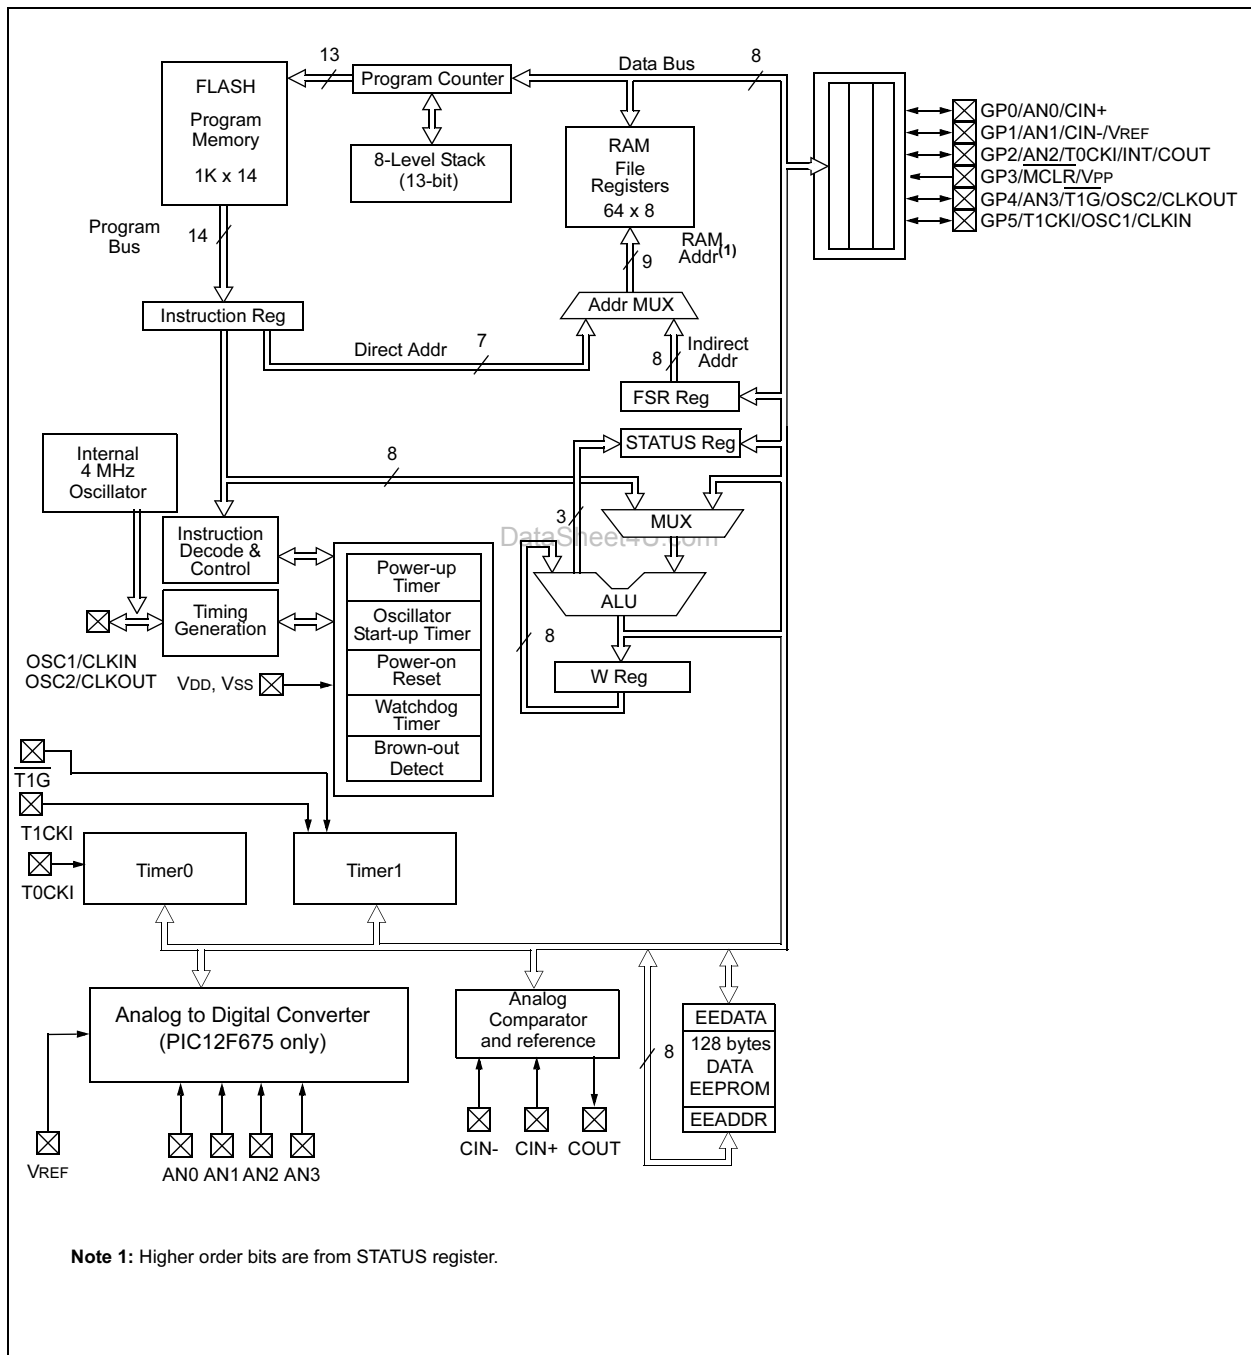 13
Program Counter
Data Bus
8
FLASH
Program
Memory
1K x 14
8-Level Stack
(13-bit)
RAM
File
Registers
64 x 8
GP0/AN0/CIN+
GP1/AN1/CIN-/VREF
GP2/AN2/T0CKI/INT/COUT
GP3/MCLR/VPP
GP4/AN3/T1G/OSC2/CLKOUT
GP5/T1CKI/OSC1/CLKIN
Program
Bus
14
RAM
Addr(1)
9
Addr MUX
Instruction Reg
Direct Addr
7
Indirect
Addr
8
FSR Reg
STATUS Reg
Internal
4 MHz
Oscillator
8
3
MUX
DataSheet4U.com
Instruction
Decode &
Control
Power-up
Timer
ALU
Timing
Generation
Oscillator
Start-up Timer
8
OSC1/CLKIN
OSC2/CLKOUT
VDD, VSS
Power-on
Reset
W Reg
Watchdog
Timer
Brown-out
Detect
T1G
T1CKI
T0CKI
Timer0
Timer1
Analog to Digital Converter
(PIC12F675 only)
Analog
Comparator
and reference
8
EEDATA
128 bytes
DATA
EEPROM
EEADDR
VREF
AN0 AN1 AN2 AN3
CIN- CIN+ COUT
Note 1: Higher order bits are from STATUS register.